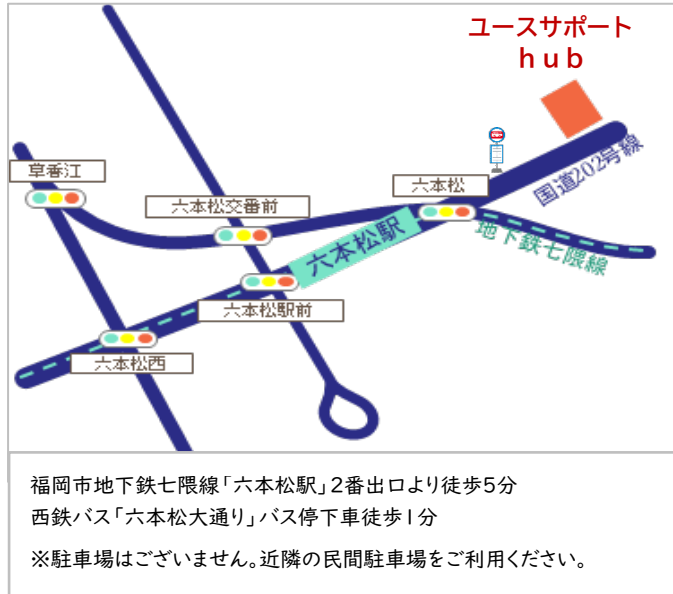 ユースサポート
ｈｕｂ
国道202号線
草香江
六本松
六本松交番前
地下鉄七隈線
六本松駅
六本松駅前
六本松西
福岡市地下鉄七隈線「六本松駅」2番出口より徒歩5分
西鉄バス「六本松大通り」バス停下車徒歩1分
※駐車場はございません。近隣の民間駐車場をご利用ください。